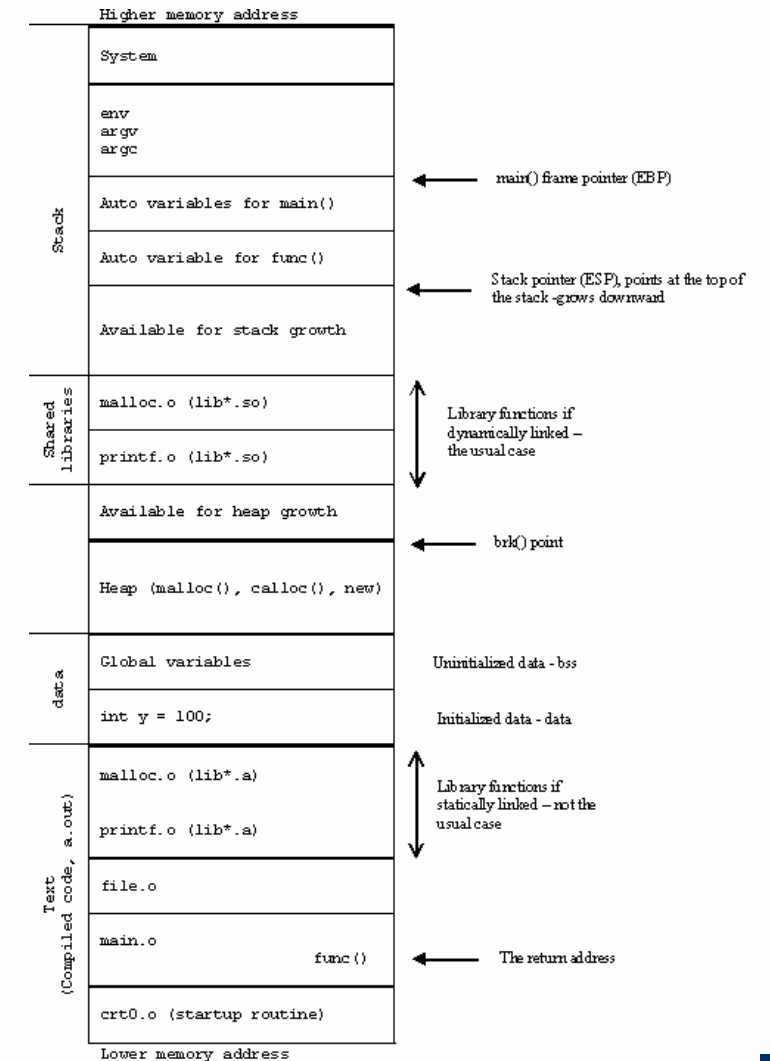 Higher memory address
System
env
argv
argc
main() frame pointer (EBP)
Auto variables for main()
Stack
Auto variable for func()
Stack pointer (ESP), points at the top of
the stack -grows downward
Available for stack growth
Shared
libraries
malloc.o (lib*.so)
printf.o (lib*.so)
Library functions if
dynamically linked –
the usual case
Available for heap growth
brk() point
Heap (malloc(), calloc(), new)
data
Global variables
Uninitialized data - bss
int y = 100;
Initialized data - data
Text
(Compiled code, a.out)
malloc.o (lib*.a)
printf.o (lib*.a)
Library functions if
statically linked – not the
usual case
file.o
main.o
func()
The return address
crt0.o (startup routine)
Lower memory address